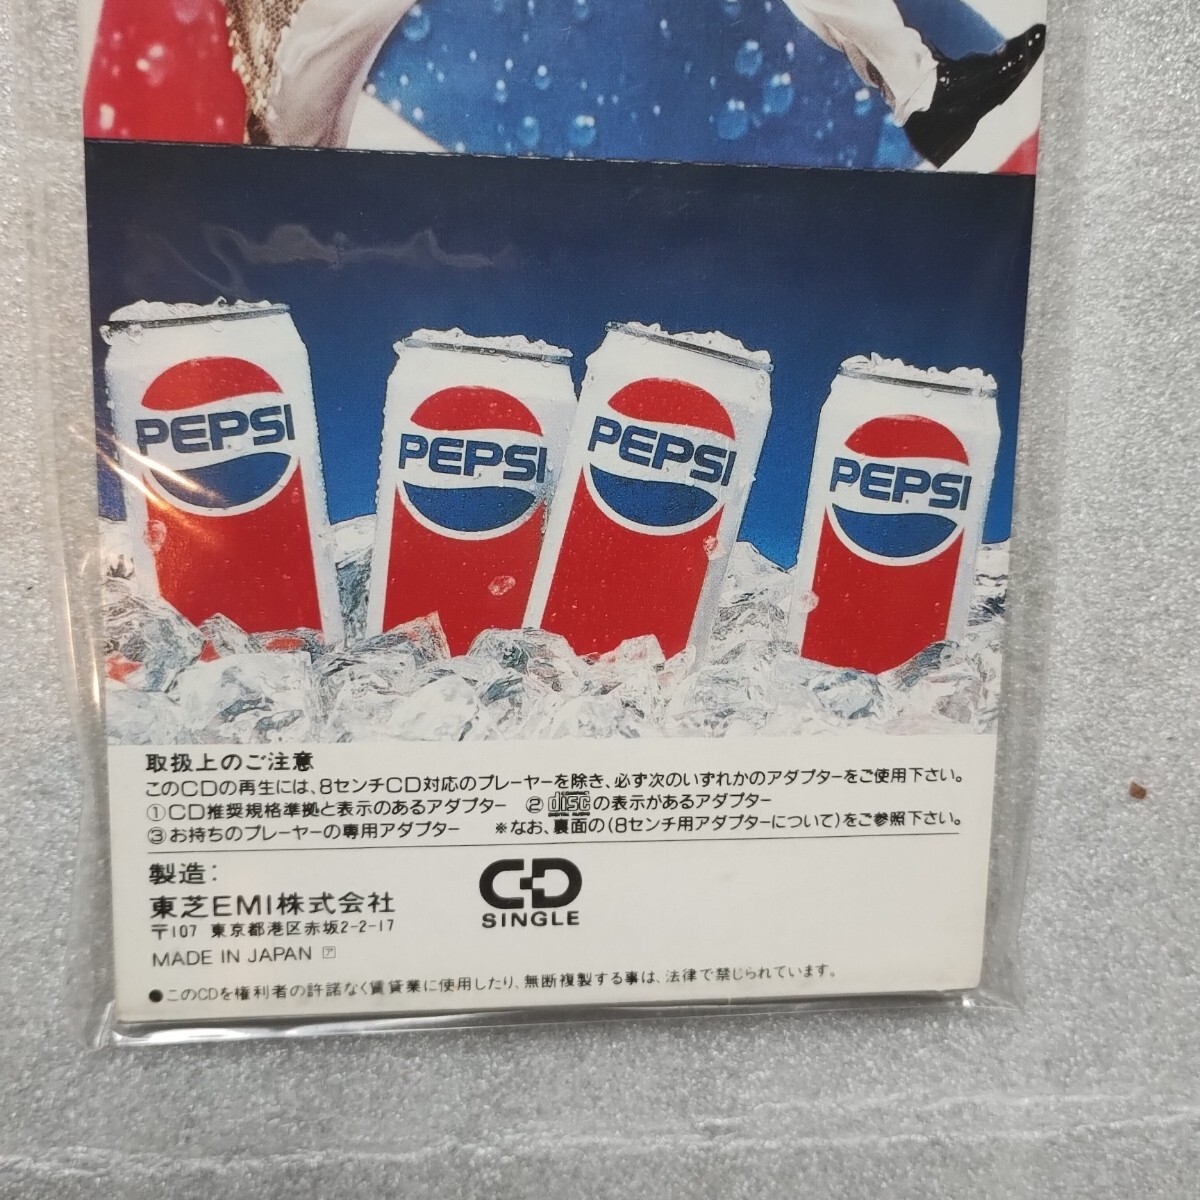 PEPSI
PEPSI
PEPSI
PEPSI
取扱上のご注意
このCDの再生には、8センチCD対応のプレーヤーを除き、必ず次のいずれかのアダプターをご使用下さい。
①CD推奨規格準拠と表示のあるアダプター ②disc DIGITAL AUDIOの表示があるアダプター
③お持ちのプレーヤーの専用アダプター ※なお、裏面の(8センチ用アダプターについて)をご参照下さい。
製造:
東芝EMI株式会社
〒107 東京都港区赤坂2-2-17
MADE IN JAPAN ア
CD
SINGLE
●このCDを権利者の許諾なく賃貸業に使用したり、無断複製する事は、法律で禁じられています。